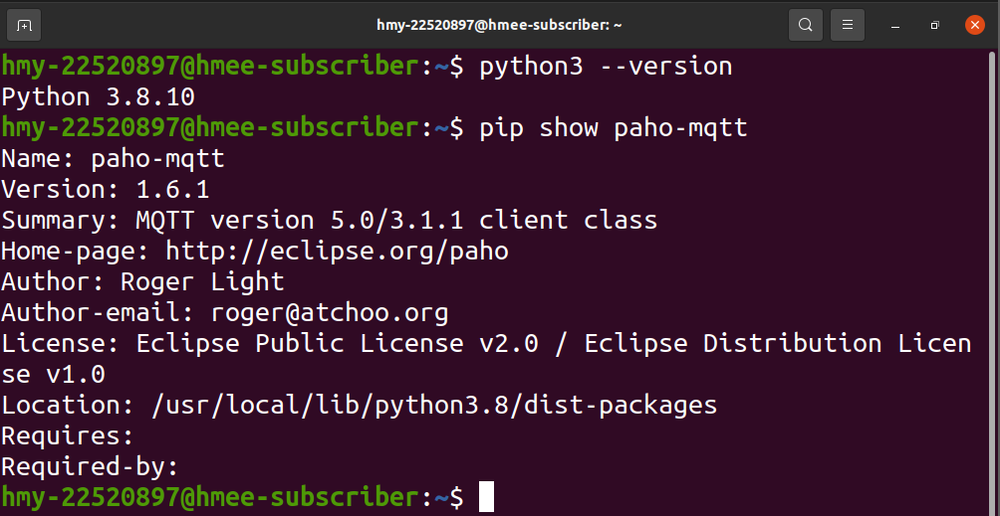 hmy-22520897@hmee-subscriber: ~
hmy-22520897@hmee-subscriber:~$ python3 --version
Python 3.8.10
hmy-22520897@hmee-subscriber:~$ pip show paho-mqtt
Name: paho-mqtt
Version: 1.6.1
Summary: MQTT version 5.0/3.1.1 client class
Home-page: http://eclipse.org/paho
Author: Roger Light
Author-email: roger@atchoo.org
License: Eclipse Public License v2.0 / Eclipse Distribution Licen
se v1.0
Location: /usr/local/lib/python3.8/dist-packages
Requires:
Required-by:
hmy-22520897@hmee-subscriber:~$